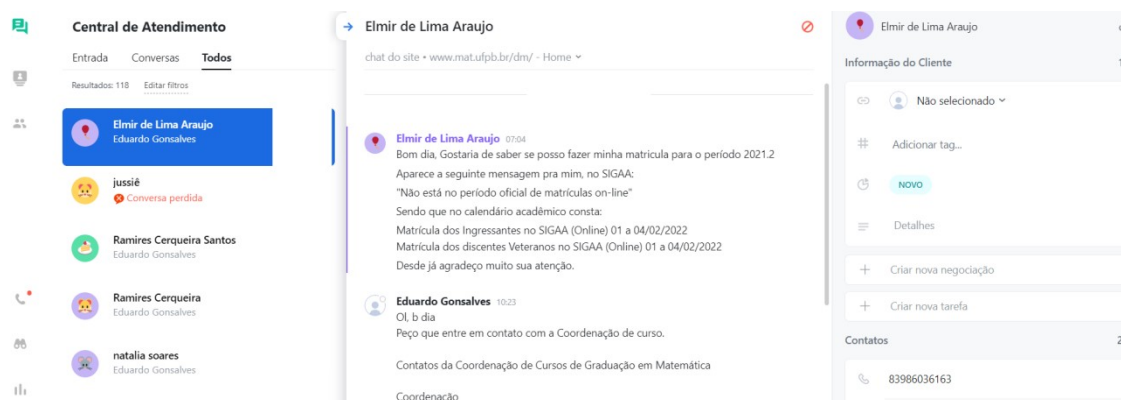 Central de Atendimento
Entrada Conversas Todos
Resultados: 118 Editar filtros
Elmir de Lima Araujo
Eduardo Gonsalves
jussiê
Conversa perdida
Ramires Cerqueira Santos
Eduardo Gonsalves
Ramires Cerqueira
Eduardo Gonsalves
natalia soares
Eduardo Gonsalves
Elmir de Lima Araujo
chat do site • www.mat.ufpb.br/dm/ - Home
Elmir de Lima Araujo 07:04
Bom dia, Gostaria de saber se posso fazer minha matricula para o período 2021.2
Aparece a seguinte mensagem pra mim, no SIGAA:
"Não está no período oficial de matrículas on-line"
Sendo que no calendário acadêmico consta:
Matrícula dos Ingressantes no SIGAA (Online) 01 a 04/02/2022
Matrícula dos discentes Veteranos no SIGAA (Online) 01 a 04/02/2022
Desde já agradeço muito sua atenção.
Eduardo Gonsalves 10:23
Ol, b dia
Peço que entre em contato com a Coordenação de curso.
Contatos da Coordenação de Cursos de Graduação em Matemática
Coordenação
Elmir de Lima Araujo
Informação do Cliente
Não selecionado
Adicionar tag...
NOVO
Detalhes
+ Criar nova negociação
+ Criar nova tarefa
Contatos
83986036163